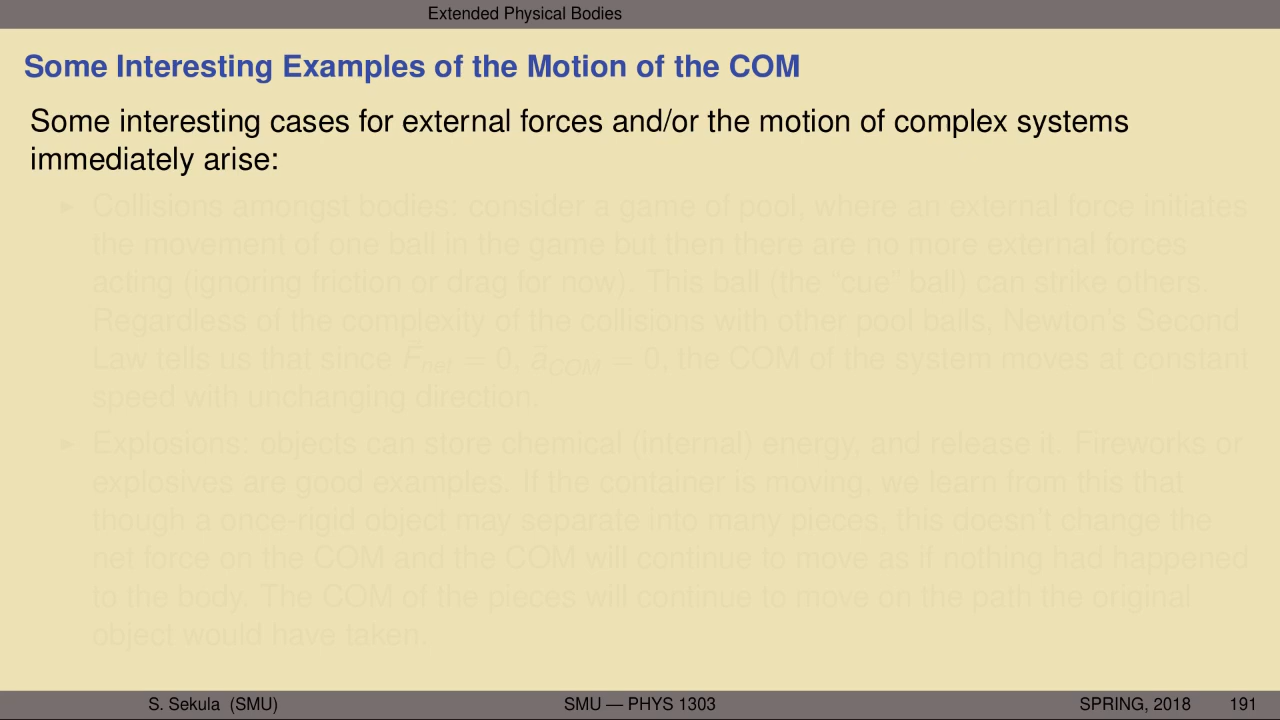 Extended Physical Bodies
Some Interesting Examples of the Motion of the COM
Some interesting cases for external forces and/or the motion of complex systems
immediately arise:
▸ Collisions amongst bodies: consider a game of pool, where an external force initiates
the movement of one ball in the game but then there are no more external forces
acting (ignoring friction or drag for now). This ball (the “cue” ball) can strike others.
Regardless of the complexity of the collisions with other pool balls, Newton's Second
Law tells us that since F⃗_net = 0, a⃗_COM = 0, the COM of the system moves at constant
speed with unchanging direction.
▸ Explosions: objects can store chemical (internal) energy, and release it. Fireworks or
explosives are good examples. If the container is moving, we learn from this that
though a once-rigid object may separate into many pieces, this doesn't change the
net force on the COM and the COM will continue to move as if nothing had happened
to the body. The COM of the pieces will continue to move on the path the original
object would have taken.
S. Sekula (SMU) SMU — PHYS 1303 SPRING, 2018 191